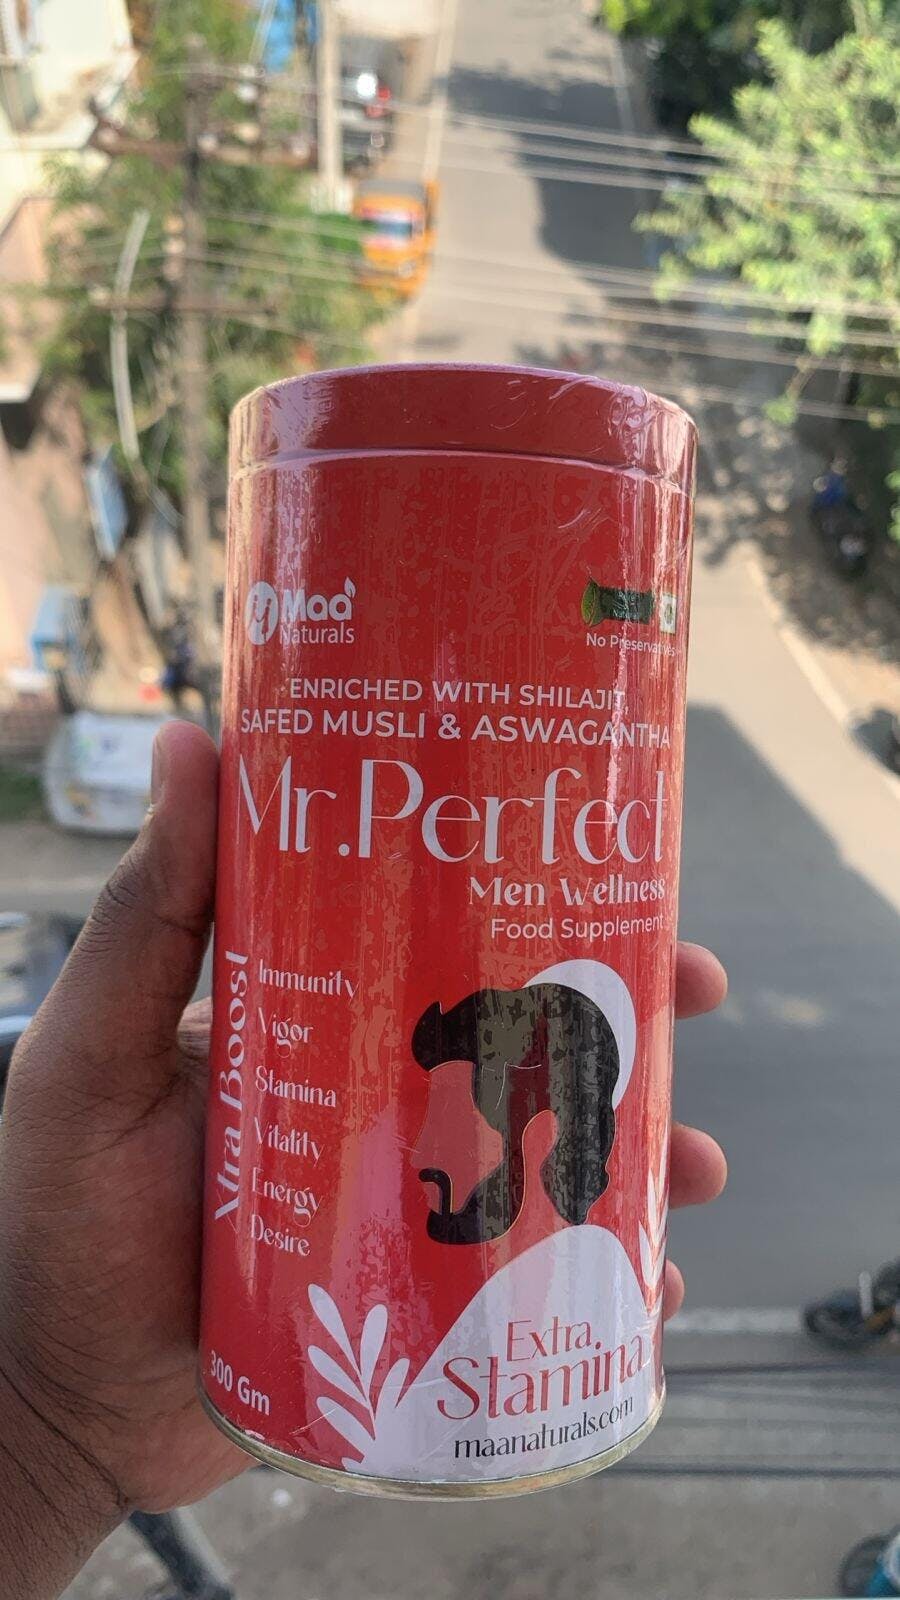 Maa
Naturals
No Preservatives
ENRICHED WITH SHILAJIT,
SAFED MUSLI & ASWAGANTHA
Mr.Perfect
Men Wellness
Food Supplement
Xtra Boost
Immunity
Vigor
Stamina
Vitality
Energy
Desire
Extra
Stamina
maanaturals.com
300 Gm